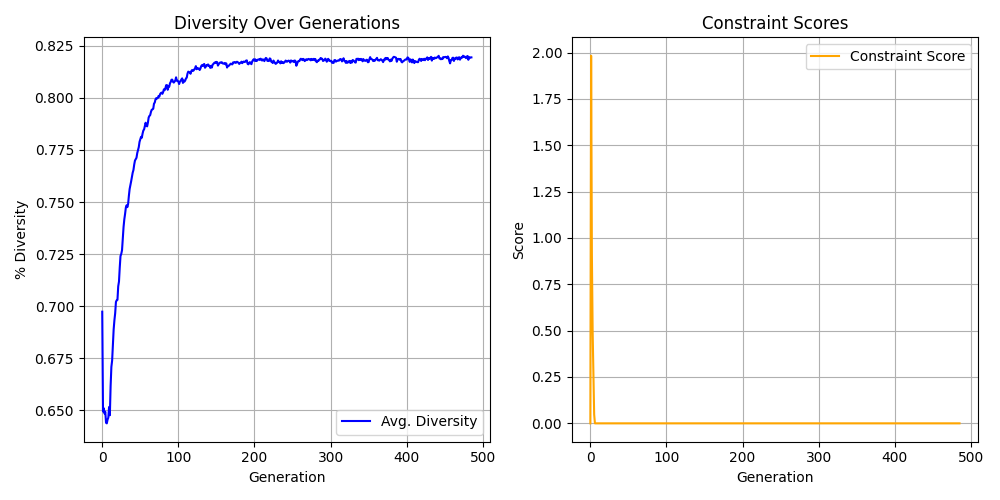 Diversity Over Generations
% Diversity
0.825
0.800
0.775
0.750
0.725
0.700
0.675
0.650
0 100 200 300 400 500
Generation
Avg. Diversity
Constraint Scores
Score
2.00
1.75
1.50
1.25
1.00
0.75
0.50
0.25
0.00
0 100 200 300 400 500
Generation
Constraint Score